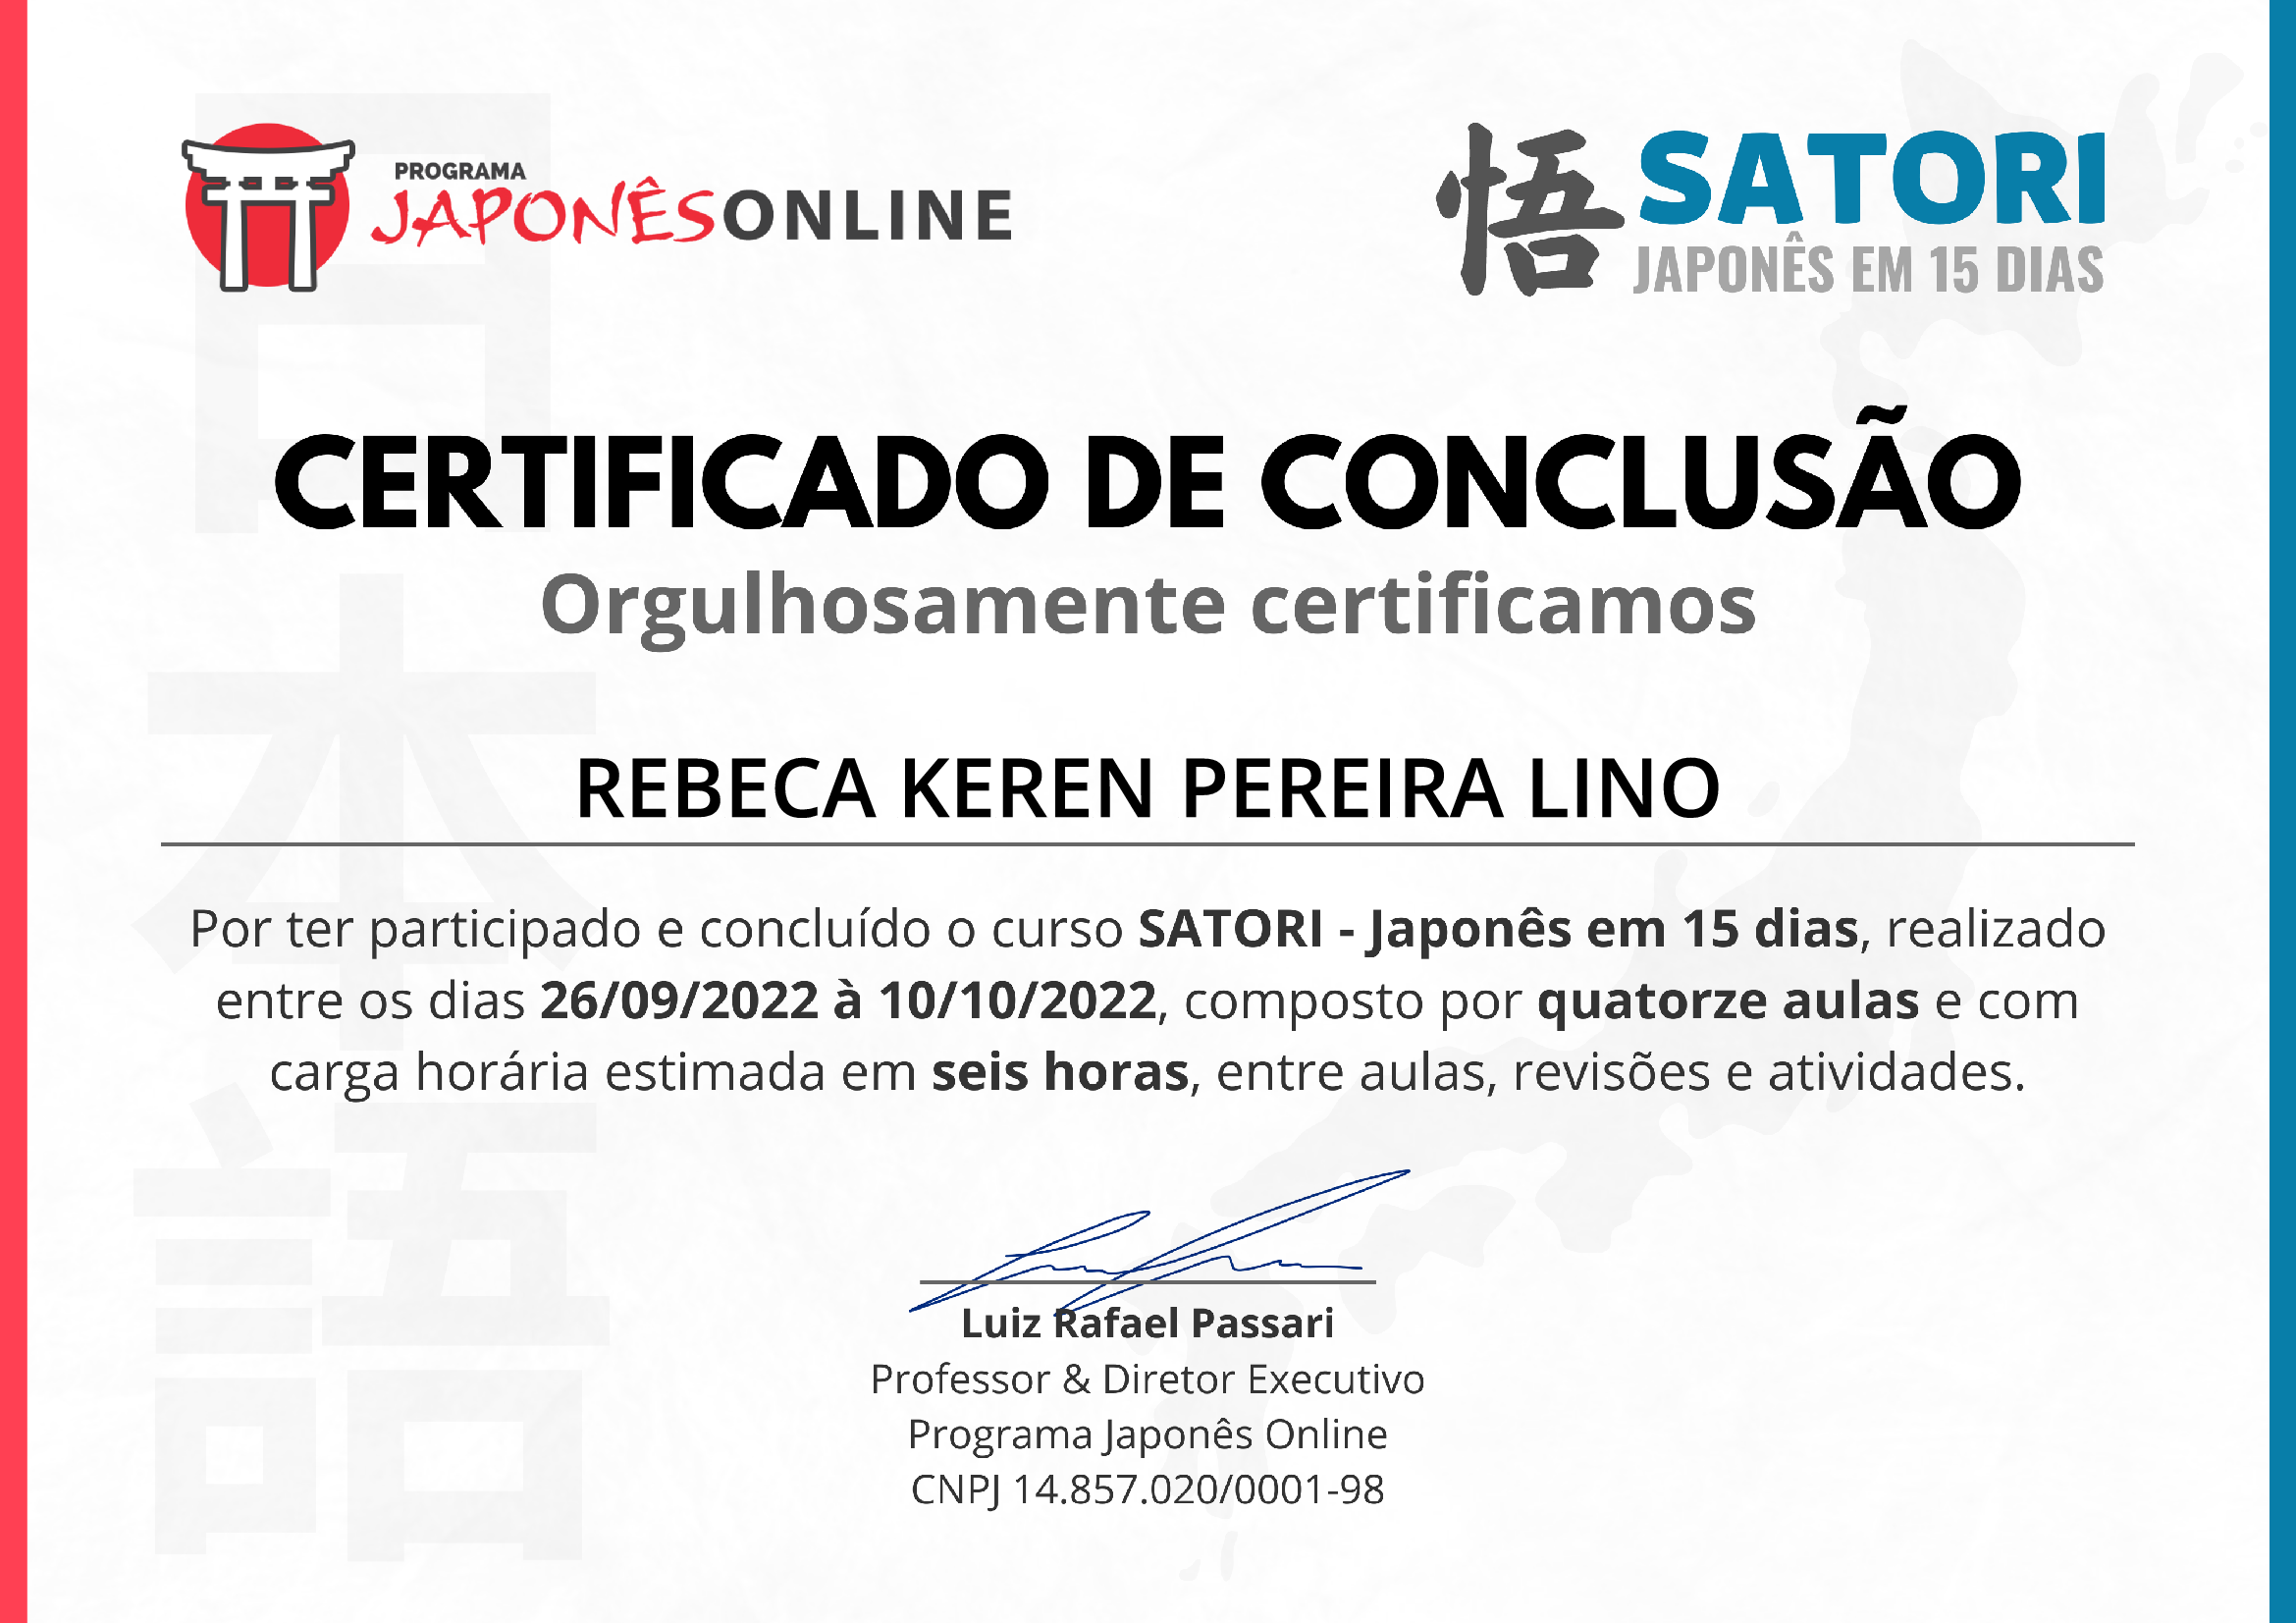 PROGRAMA
JAPONÊSONLINE
悟 SATORI
JAPONÊS EM 15 DIAS
CERTIFICADO DE CONCLUSÃO
Orgulhosamente certificamos
REBECA KEREN PEREIRA LINO
Por ter participado e concluído o curso SATORI - Japonês em 15 dias, realizado
entre os dias 26/09/2022 à 10/10/2022, composto por quatorze aulas e com
carga horária estimada em seis horas, entre aulas, revisões e atividades.
Luiz Rafael Passari
Professor & Diretor Executivo
Programa Japonês Online
CNPJ 14.857.020/0001-98
日本語